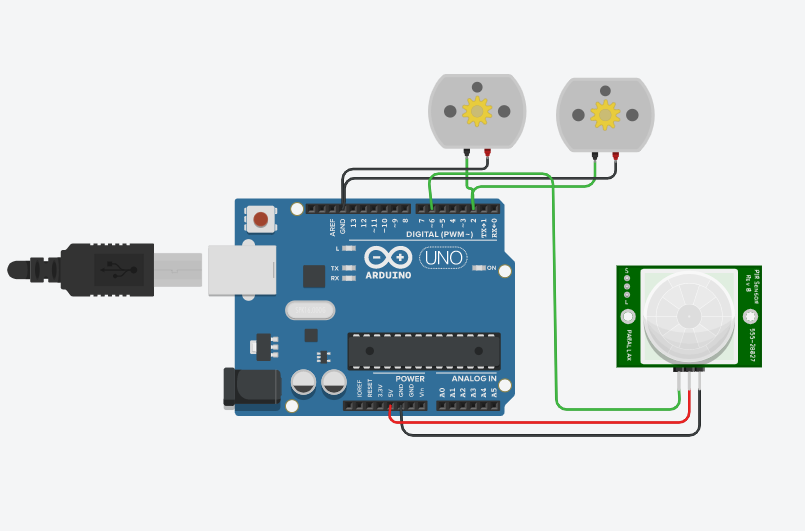 AREF
GND
13
12
~11
~10
~9
8
7
~6
~5
4
~3
2
TX→1
RX←0
DIGITAL (PWM~)
L
TX
RX
ARDUINO
UNO
ON
PIR Sensor
Rev B
555-28027
PARALLAX
POWER
ANALOG IN
IOREF
RESET
3.3V
5V
GND
GND
Vin
A0
A1
A2
A3
A4
A5